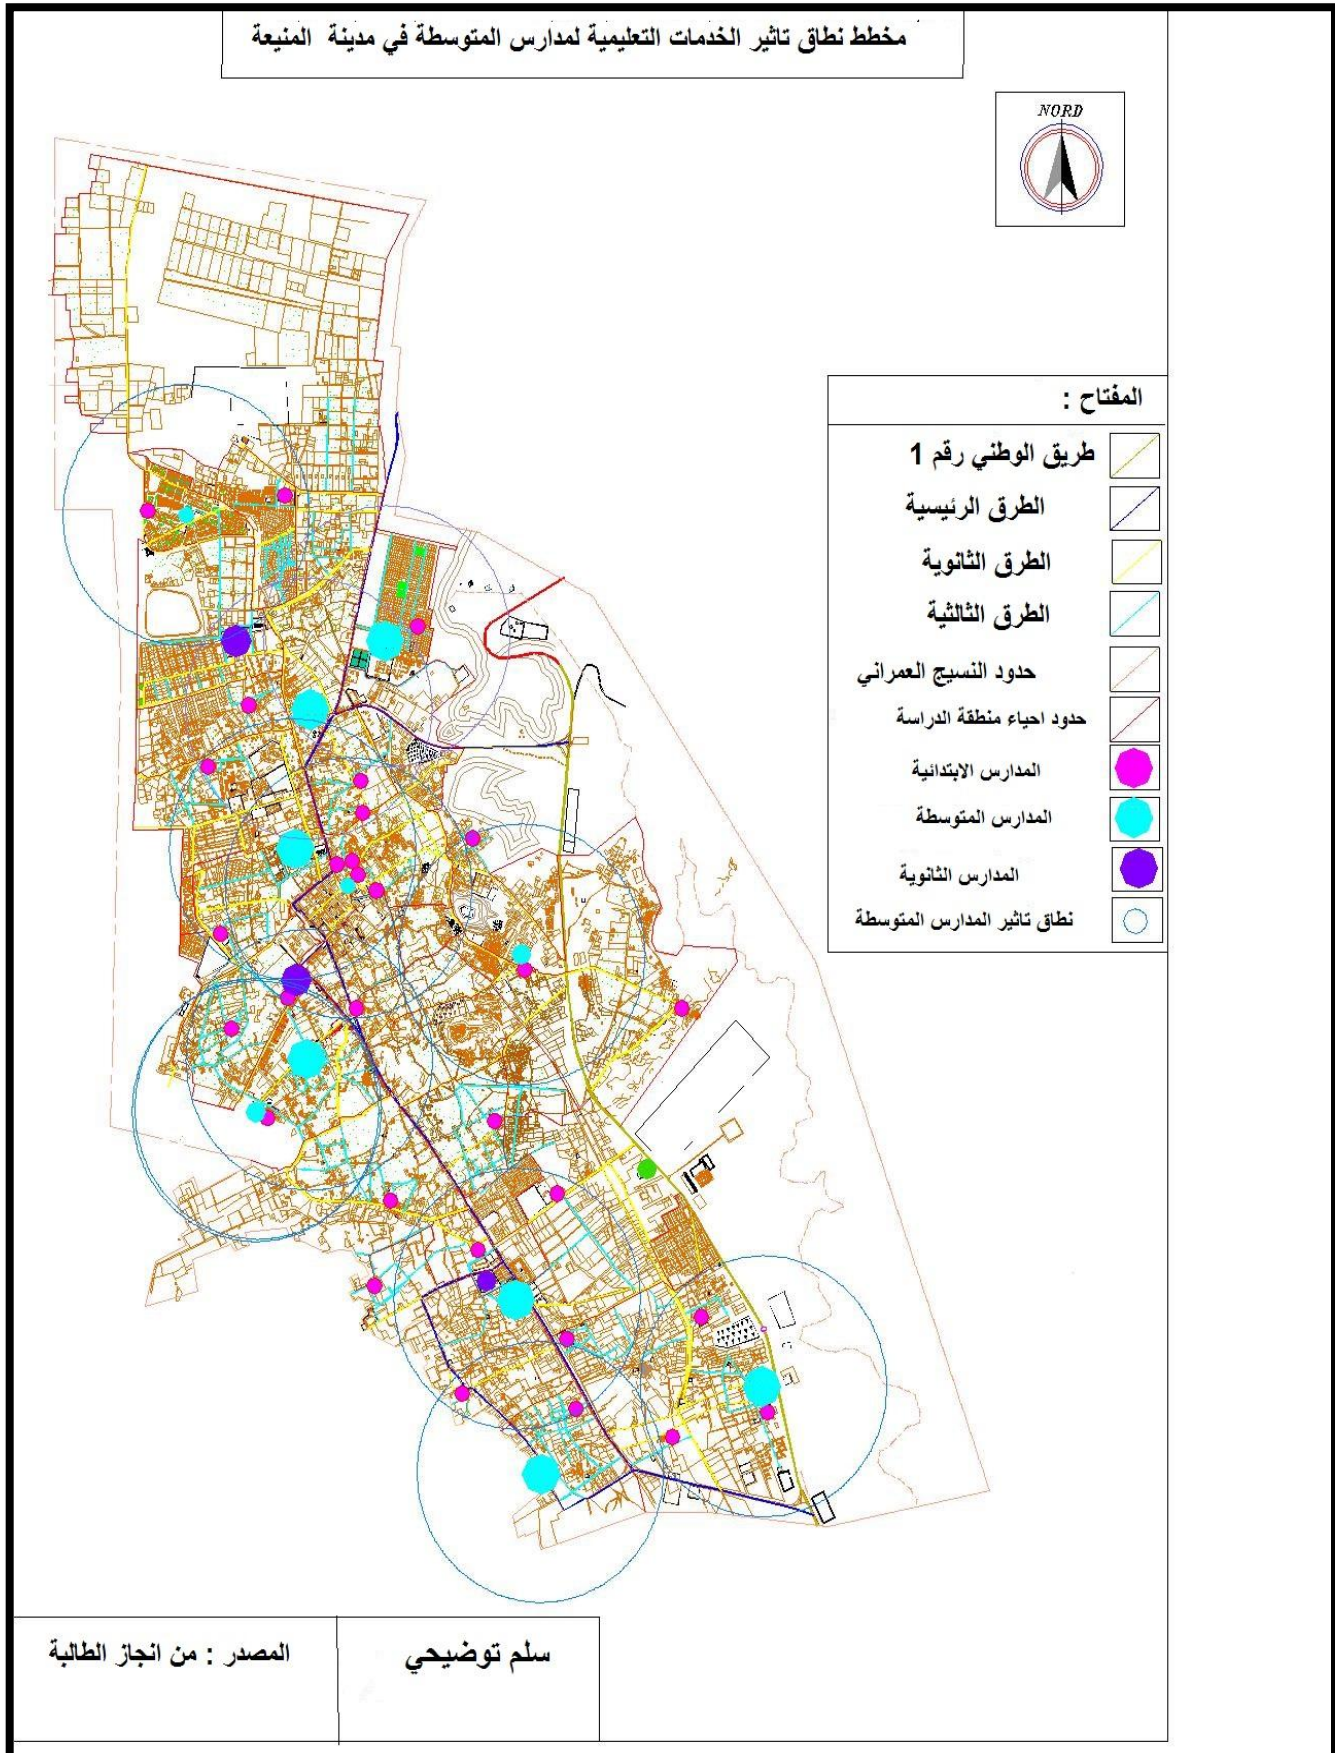 مخطط نطاق تاثير الخدمات التعليمية لمدارس المتوسطة في مدينة المنيعة
NORD
المفتاح :
طريق الوطني رقم 1
الطرق الرئيسية
الطرق الثانوية
الطرق الثالثية
حدود النسيج العمراني
حدود احياء منطقة الدراسة
المدارس الابتدائية
المدارس المتوسطة
المدارس الثانوية
نطاق تاثير المدارس المتوسطة
سلم توضيحي
المصدر : من انجاز الطالبة